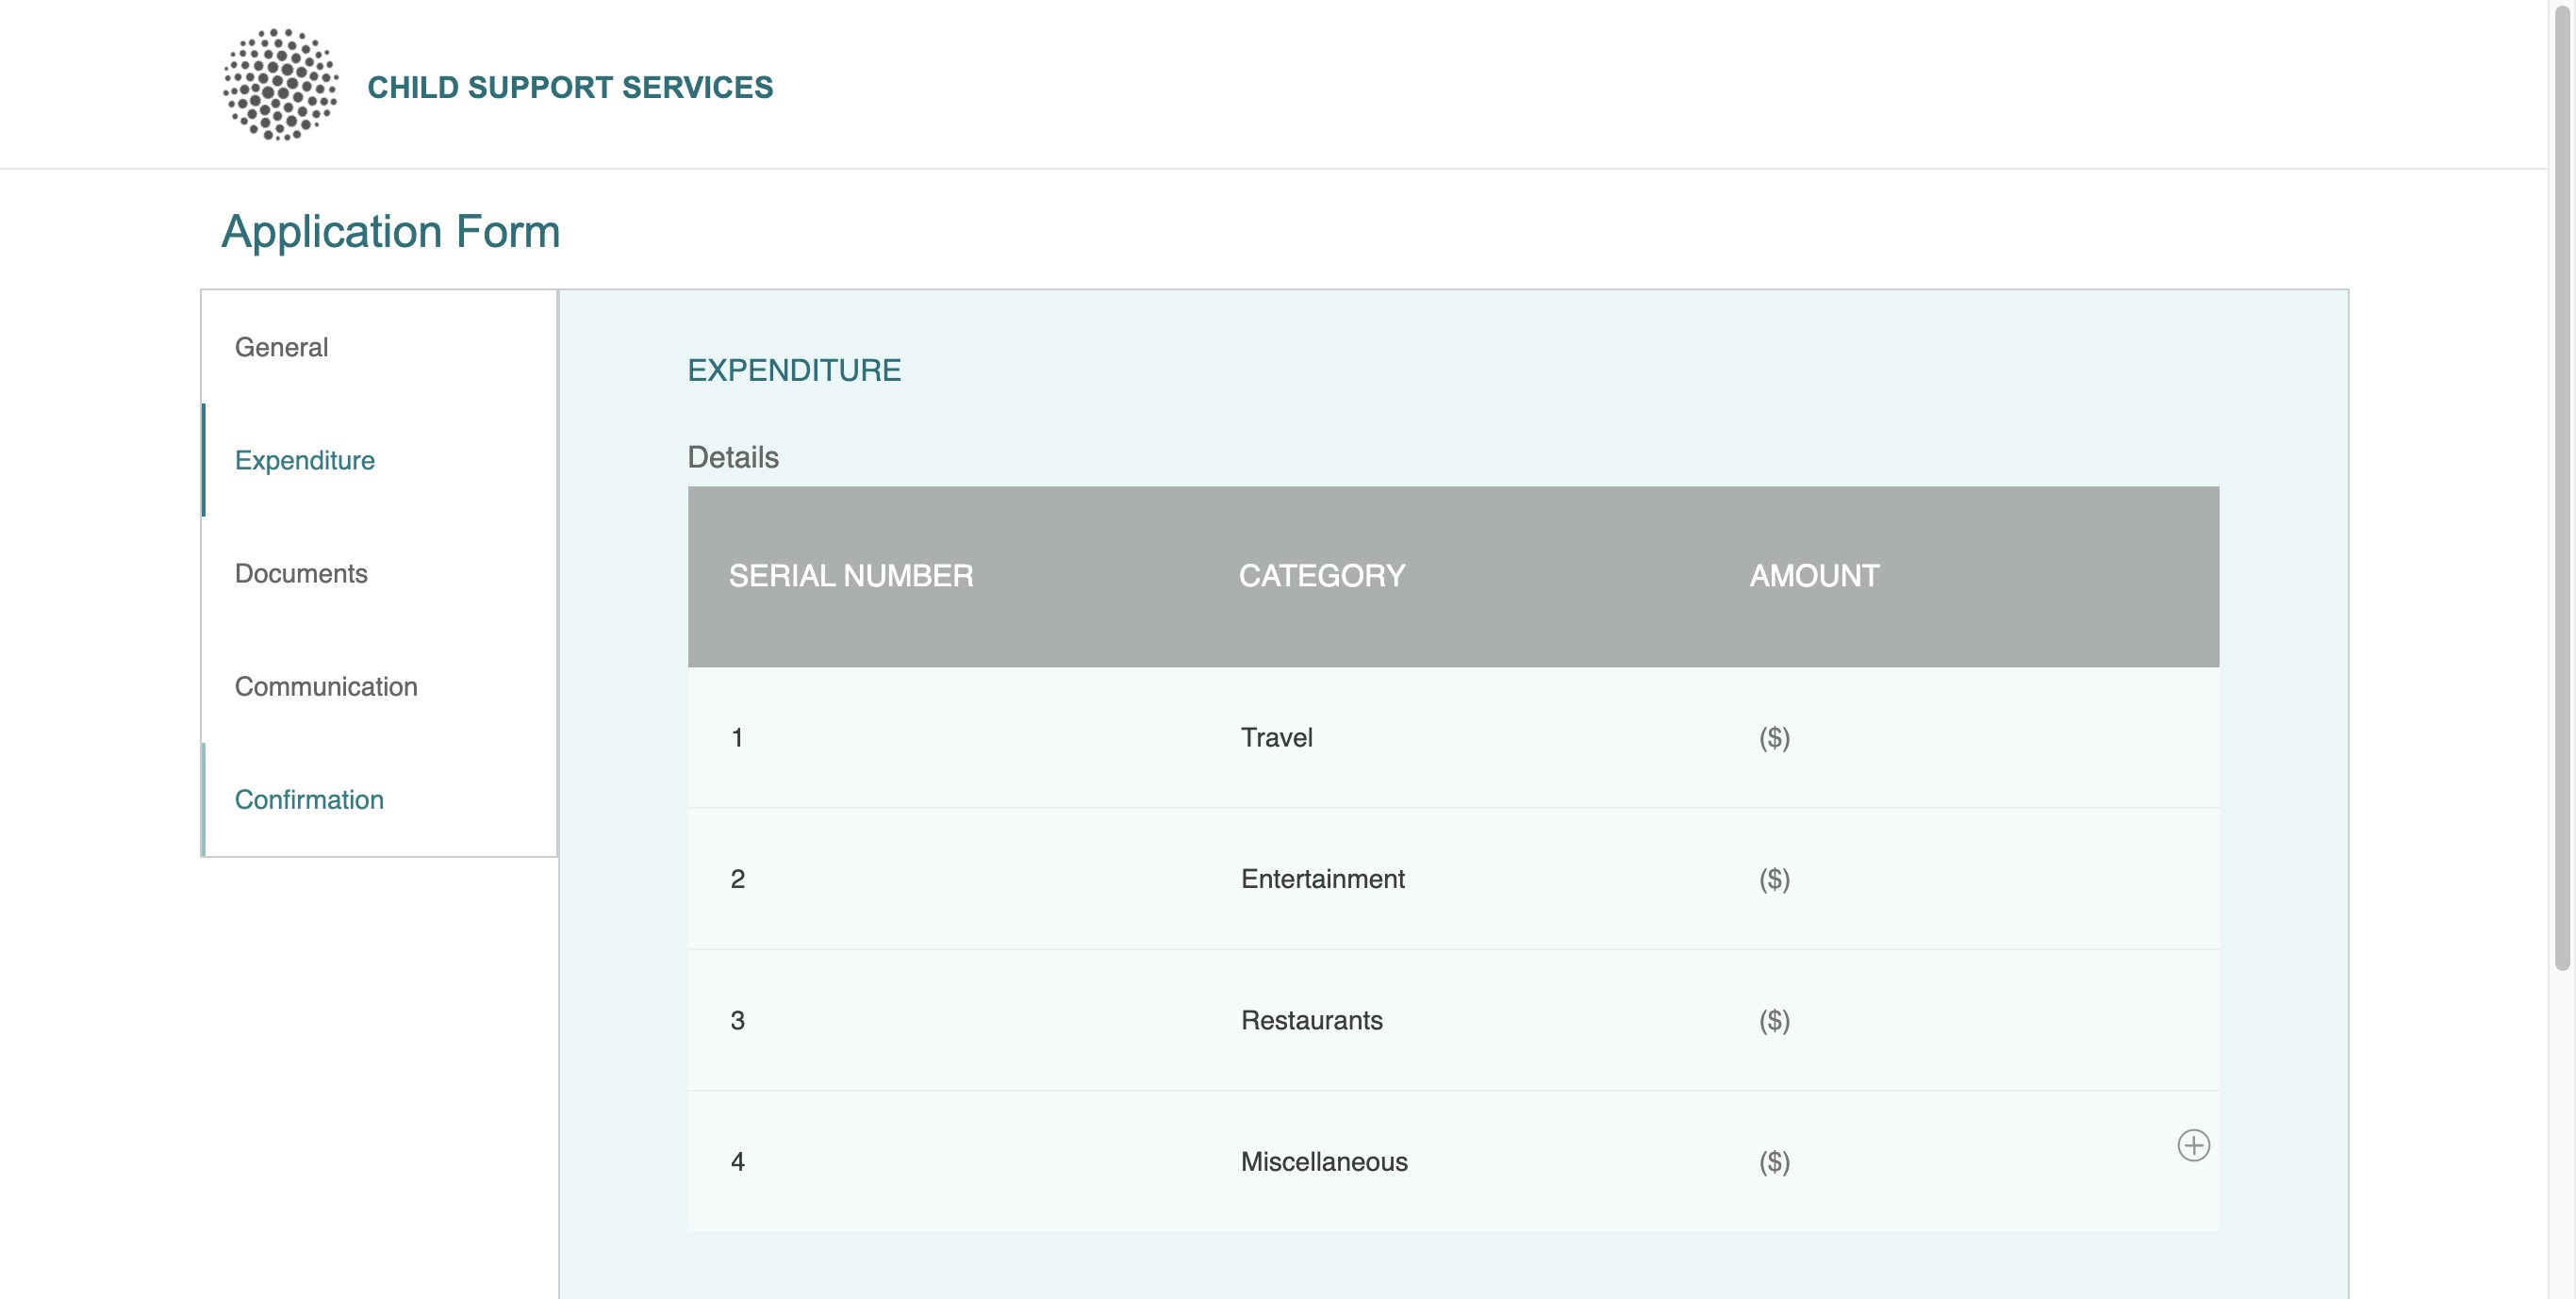 CHILD SUPPORT SERVICES
Application Form
General
Expenditure
Documents
Communication
Confirmation
EXPENDITURE
Details
SERIAL NUMBER CATEGORY AMOUNT
1 Travel ($)
2 Entertainment ($)
3 Restaurants ($)
4 Miscellaneous ($)